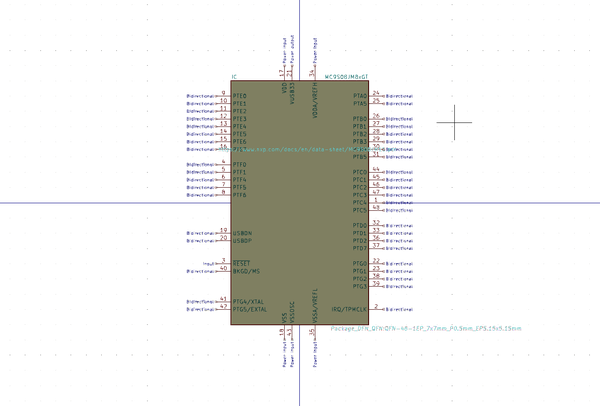 Power input
Power output
Power input
17
21
34
IC
MC9S08JM8xGT
VDD
VUSB33
VDDA/VREFH
Bidirectional 9 PTE0
Bidirectional 10 PTE1
Bidirectional 11 PTE2
Bidirectional 12 PTE3
Bidirectional 13 PTE4
Bidirectional 14 PTE5
Bidirectional 15 PTE6
Bidirectional
Bidirectional 4 PTF0
Bidirectional 5 PTF1
Bidirectional 6 PTF4
Bidirectional 7 PTF5
Bidirectional 8 PTF6
Bidirectional 19 USBDN
Bidirectional 20 USBDP
Input 3 RESET
Bidirectional 40 BKGD/MS
Bidirectional 41 PTG4/XTAL
Bidirectional 42 PTG5/EXTAL
PTA0 24 Bidirectional
PTA5 25 Bidirectional
PTB0 26 Bidirectional
PTB1 27 Bidirectional
PTB2 28 Bidirectional
PTB3 29 Bidirectional
Bidirectional
PTB5 31 Bidirectional
PTC0 44 Bidirectional
PTC1 45 Bidirectional
PTC2 46 Bidirectional
PTC3 47 Bidirectional
PTC4 1 Bidirectional
PTC5 48 Bidirectional
PTD0 32 Bidirectional
PTD1 33 Bidirectional
PTD2 36 Bidirectional
PTD7 37 Bidirectional
PTG0 22 Bidirectional
PTG1 23 Bidirectional
PTG2 38 Bidirectional
PTG3 39 Bidirectional
IRQ/TPMCLK 2 Bidirectional
VSS
VSSOSC
VSSA/VREFL
18
43
35
Package_DFN_QFN:QFN-48-1EP_7x7mm_P0.5mm_EP5.15x5.15mm
Power input
Power input
Power input